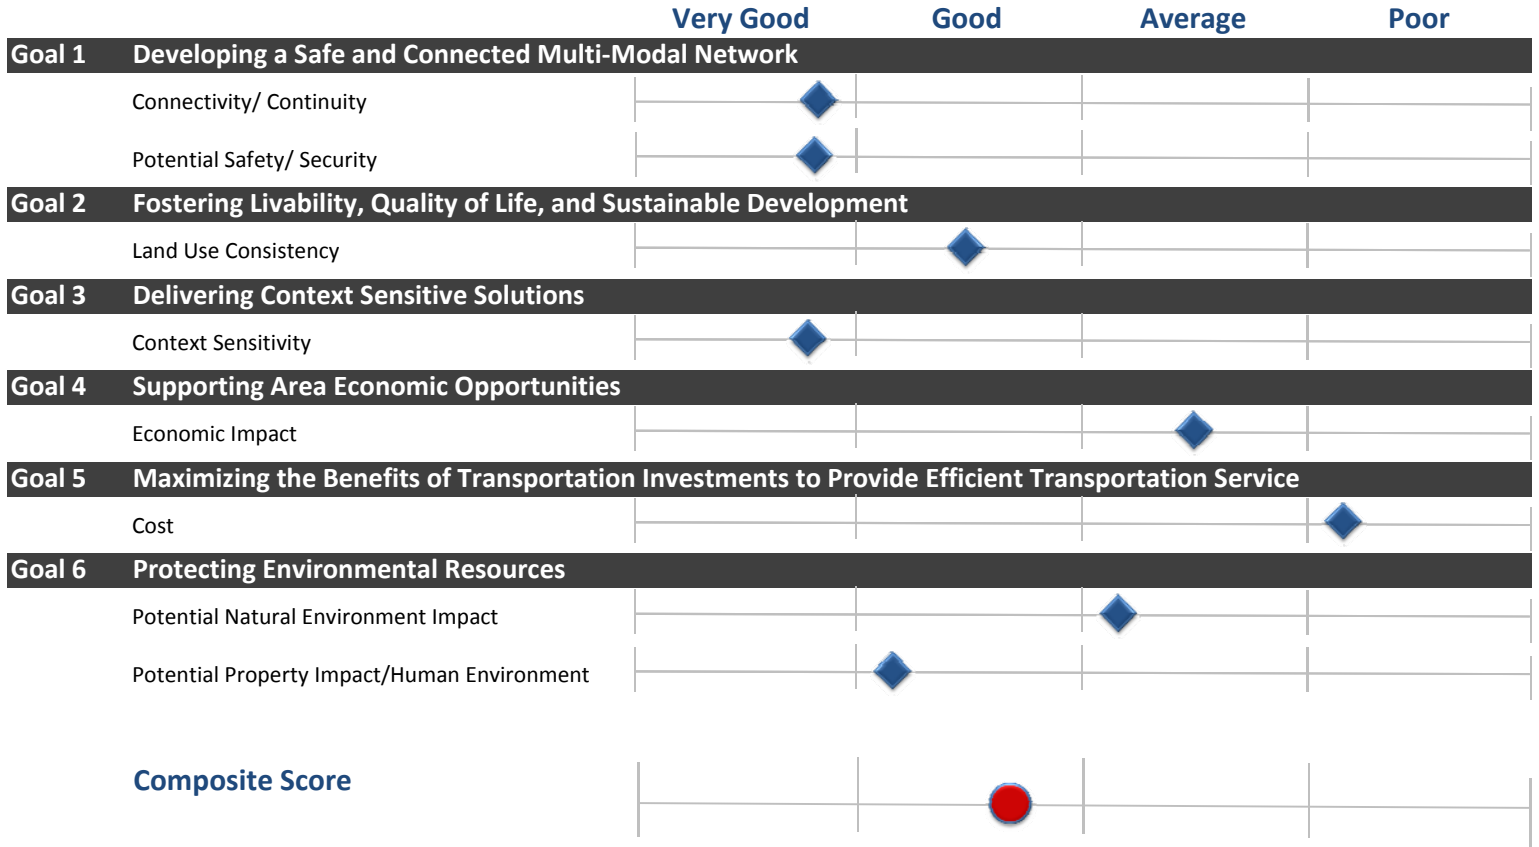 Very Good Good Average Poor
Goal 1 Developing a Safe and Connected Multi-Modal Network
Connectivity/ Continuity
Potential Safety/ Security
Goal 2 Fostering Livability, Quality of Life, and Sustainable Development
Land Use Consistency
Goal 3 Delivering Context Sensitive Solutions
Context Sensitivity
Goal 4 Supporting Area Economic Opportunities
Economic Impact
Goal 5 Maximizing the Benefits of Transportation Investments to Provide Efficient Transportation Service
Cost
Goal 6 Protecting Environmental Resources
Potential Natural Environment Impact
Potential Property Impact/Human Environment
Composite Score